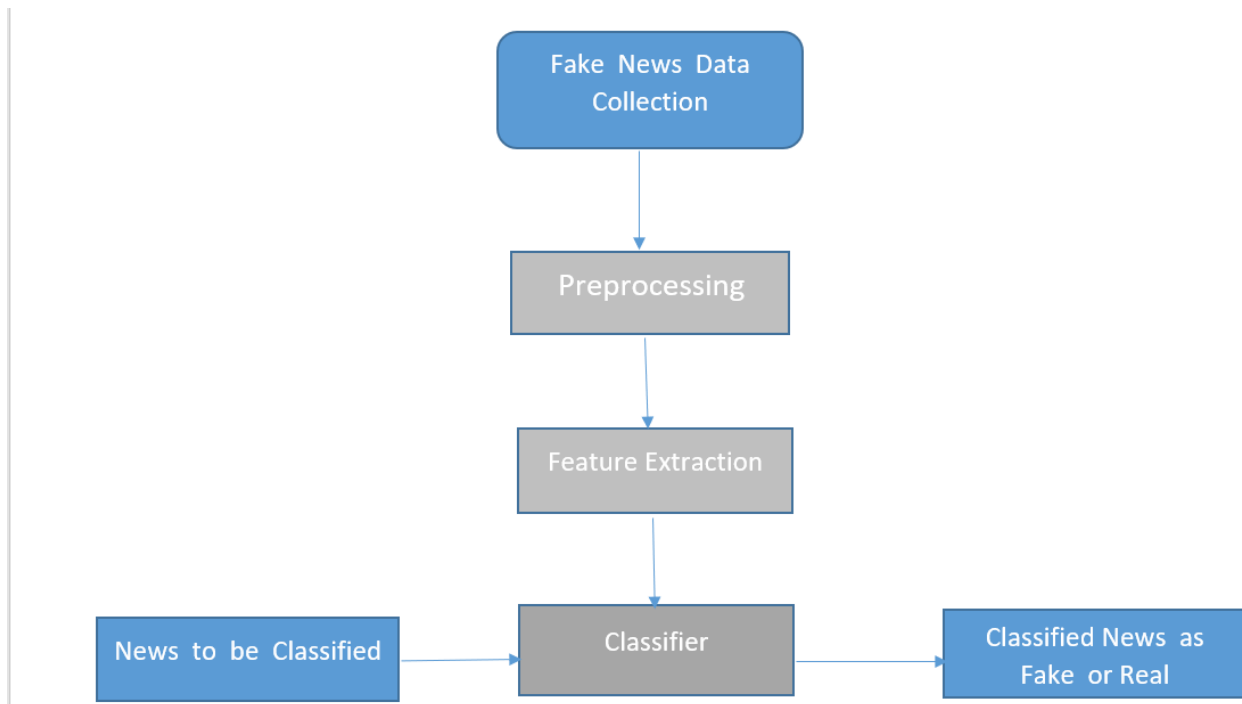 Fake News Data
Collection
Preprocessing
Feature Extraction
News to be Classified
Classifier
Classified News as
Fake or Real